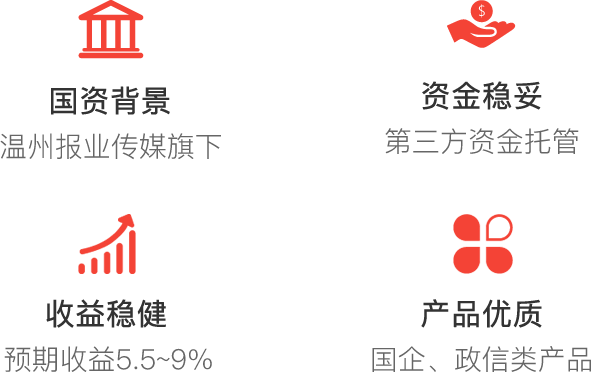 $
国资背景
温州报业传媒旗下
资金稳妥
第三方资金托管
收益稳健
预期收益5.5~9%
产品优质
国企、政信类产品